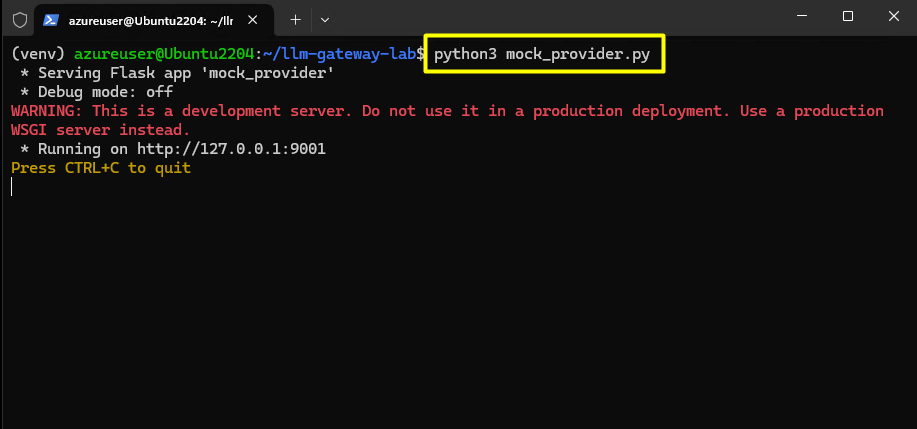 azureuser@Ubuntu2204: ~/llm
(venv) azureuser@Ubuntu2204:~/llm-gateway-lab$ python3 mock_provider.py
 * Serving Flask app 'mock_provider'
 * Debug mode: off
WARNING: This is a development server. Do not use it in a production deployment. Use a production
WSGI server instead.
 * Running on http://127.0.0.1:9001
Press CTRL+C to quit